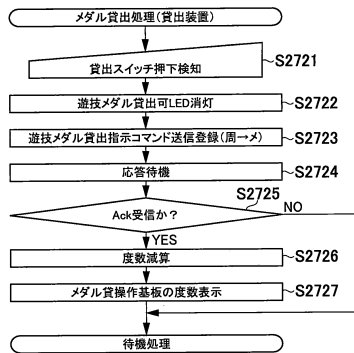 メダル貸出処理(貸出装置)
貸出スイッチ押下検知
S2721
遊技メダル貸出可LED消灯
S2722
遊技メダル貸出指示コマンド送信登録(周→メ)
S2723
応答待機
S2724
S2725
Ack受信か？
NO
YES
度数減算
S2726
メダル貸操作基板の度数表示
S2727
待機処理